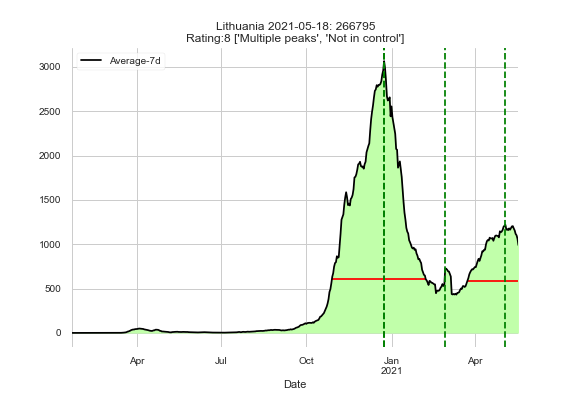 Lithuania 2021-05-18: 266795
Rating:8 ['Multiple peaks', 'Not in control']
Average-7d
3000
2500
2000
1500
1000
500
0
Apr
Jul
Oct
Jan
2021
Apr
Date